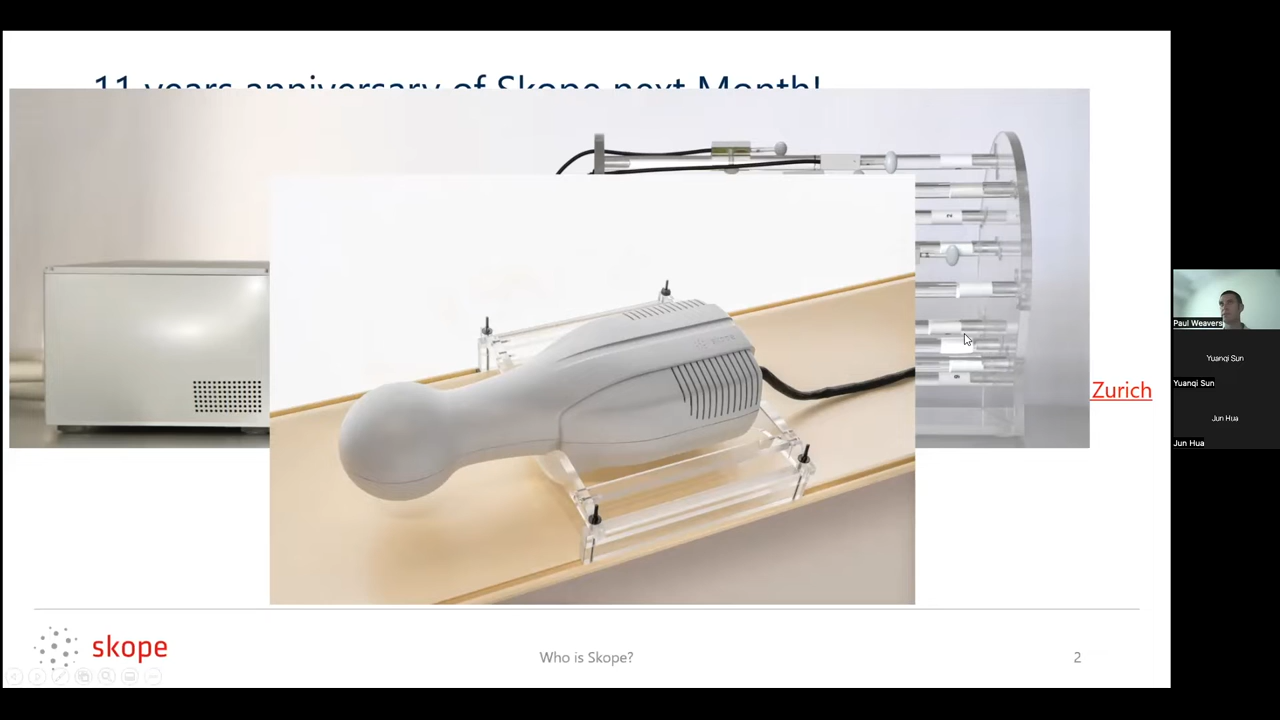 11 years anniversary of Skope next Month!
Zurich
skope
Who is Skope?
2
Paul Weavers
Yuanqi Sun
Yuanqi Sun
Jun Hua
Jun Hua